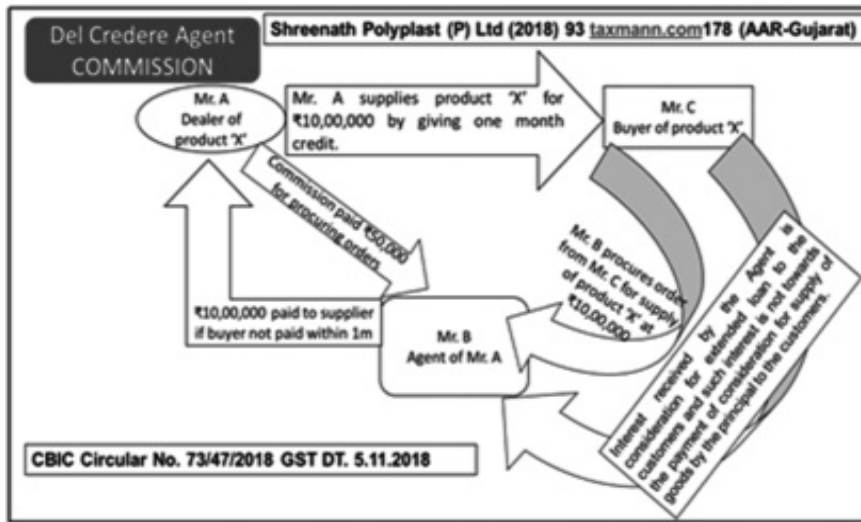 Del Credere Agent
COMMISSION
Shreenath Polyplast (P) Ltd (2018) 93 taxmann.com178 (AAR-Gujarat)
Mr. A
Dealer of
product 'X'
Mr. A supplies product 'X' for
₹10,00,000 by giving one month
credit.
Mr. C
Buyer of product 'X'
Commission paid ₹50,000
for procuring orders
Mr. B procures order
from Mr. C for supply
of product "X" at
₹10,00,000
₹10,00,000 paid to supplier
if buyer not paid within 1m
Mr. B
Agent of Mr. A
Interest received by the Agent is
consideration for extended loan to the
customers and such interest is not towards
the payment of consideration for supply of
goods by the principal to the customers.
CBIC Circular No. 73/47/2018 GST DT. 5.11.2018